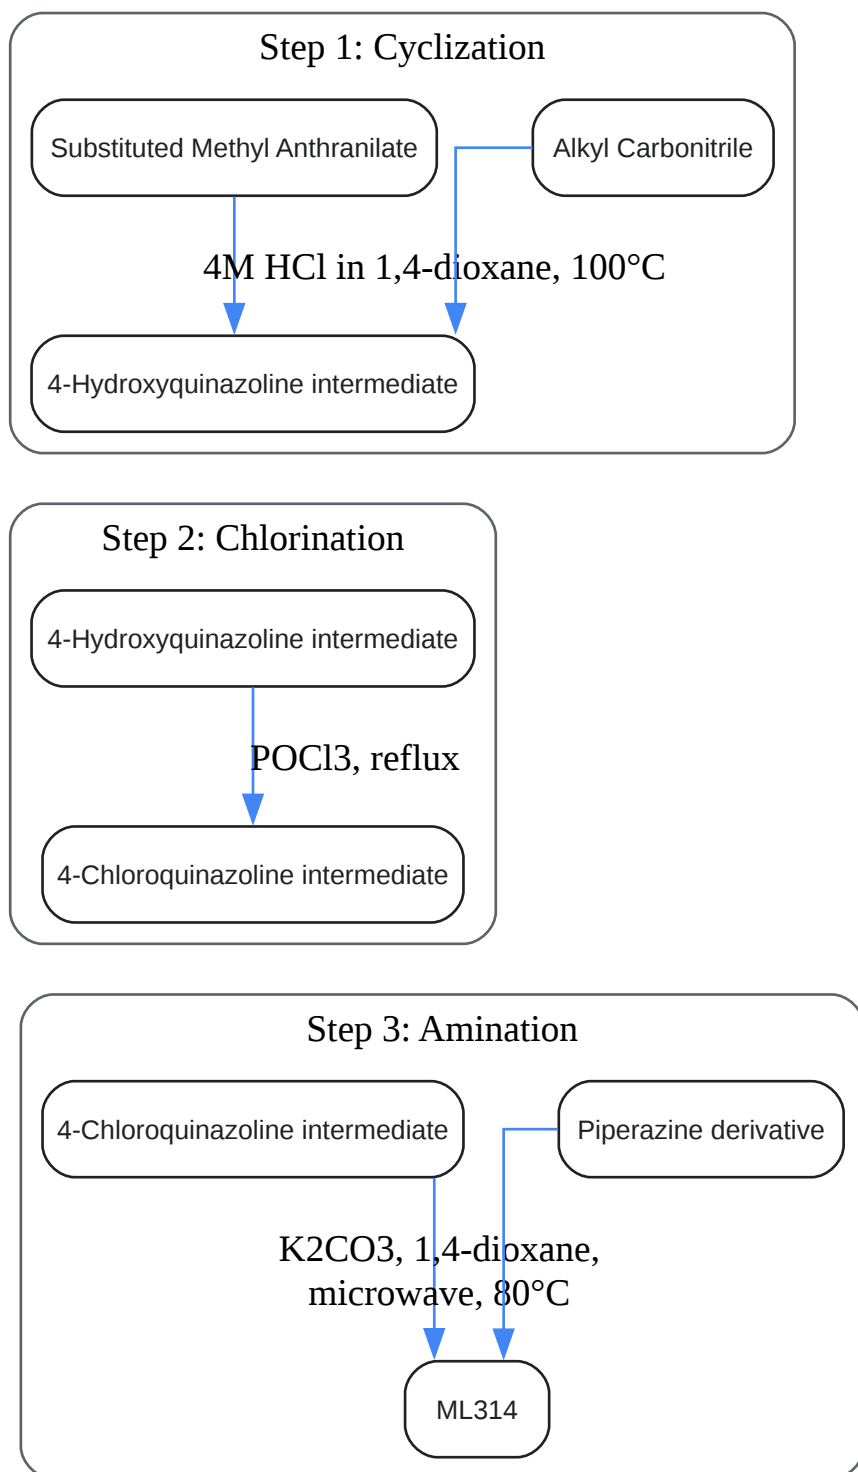 Step 1: Cyclization
Substituted Methyl Anthranilate
Alkyl Carbonitrile
4M HCl in 1,4-dioxane, 100°C
4-Hydroxyquinazoline intermediate
Step 2: Chlorination
4-Hydroxyquinazoline intermediate
POCl3, reflux
4-Chloroquinazoline intermediate
Step 3: Amination
4-Chloroquinazoline intermediate
Piperazine derivative
K2CO3, 1,4-dioxane,
microwave, 80°C
ML314